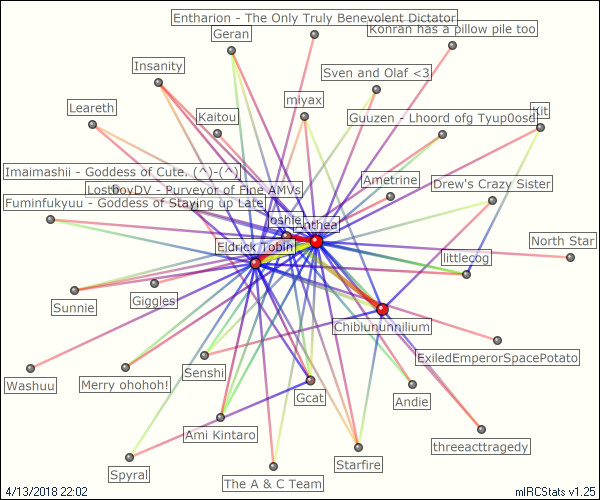 Entharion - The Only Truly Benevolent Dictator
Konran has a pillow pile too
Geran
Insanity
Sven and Olaf <3
Leareth
Kaitou
miyax
Guuzen - Lhoord ofg Tyup0osd
Kit
Imaimashii - Goddess of Cute. (^)-(^)
LostboyDV - Purveyor of Fine AMVs
Ametrine
Drew's Crazy Sister
Fuminfukyuu - Goddess of Staying up Late
Joshie
Anthea
Eldrick Tobin
North Star
littlecog
Sunnie
Giggles
Chibiununnilium
Washuu
Merry ohohoh!
Senshi
ExiledEmperorSpacePotato
Gcat
Andie
Ami Kintaro
threeacttragedy
Spyral
The A & C Team
Starfire
4/13/2018 22:02
mIRCStats v1.25